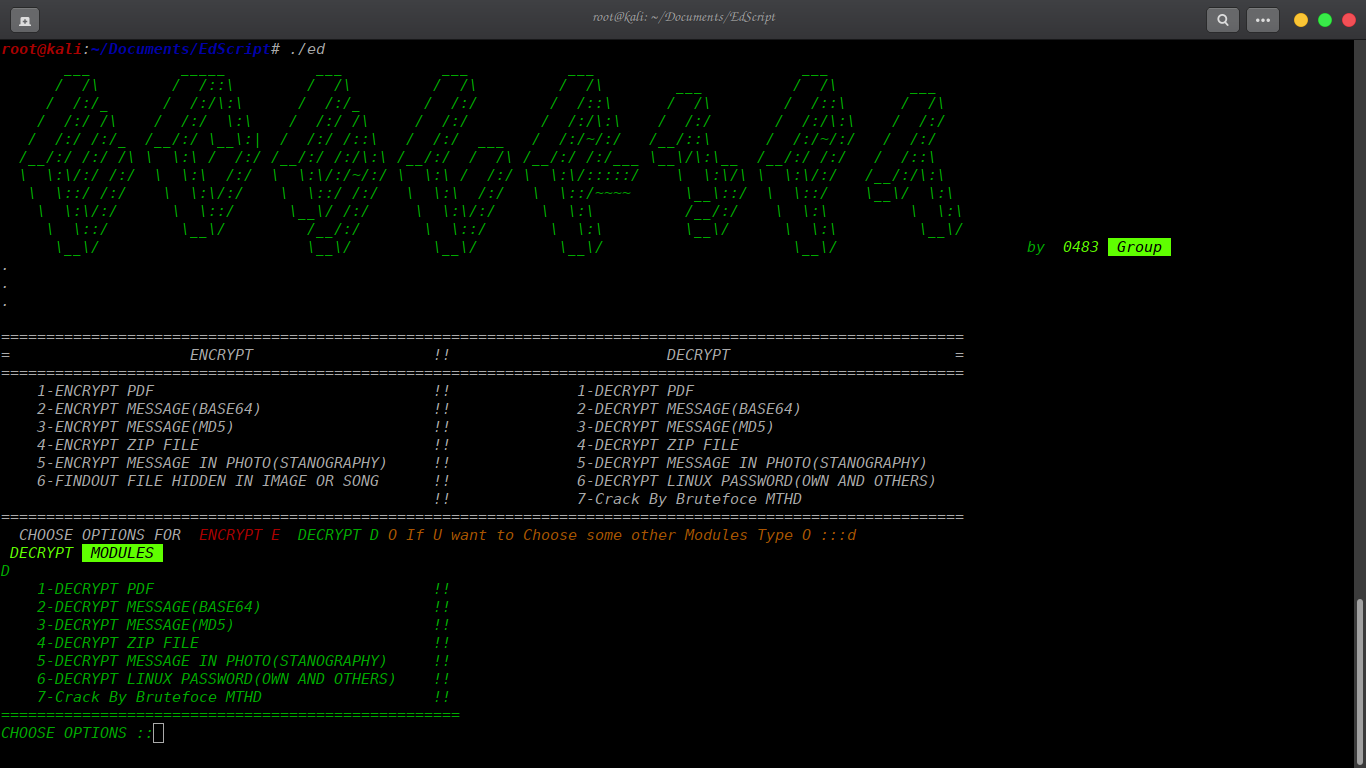 root@kali: ~/Documents/EdScript
root@kali:~/Documents/EdScript# ./ed
by 0483 Group
.
.
.
===========================================================================================================
= ENCRYPT !! DECRYPT =
===========================================================================================================
1-ENCRYPT PDF !! 1-DECRYPT PDF
2-ENCRYPT MESSAGE(BASE64) !! 2-DECRYPT MESSAGE(BASE64)
3-ENCRYPT MESSAGE(MD5) !! 3-DECRYPT MESSAGE(MD5)
4-ENCRYPT ZIP FILE !! 4-DECRYPT ZIP FILE
5-ENCRYPT MESSAGE IN PHOTO(STANOGRAPHY) !! 5-DECRYPT MESSAGE IN PHOTO(STANOGRAPHY)
6-FINDOUT FILE HIDDEN IN IMAGE OR SONG !! 6-DECRYPT LINUX PASSWORD(OWN AND OTHERS)
!! 7-Crack By Brutefoce MTHD
===========================================================================================================
CHOOSE OPTIONS FOR ENCRYPT E DECRYPT D O If U want to Choose some other Modules Type O :::d
DECRYPT MODULES
D
1-DECRYPT PDF !!
2-DECRYPT MESSAGE(BASE64) !!
3-DECRYPT MESSAGE(MD5) !!
4-DECRYPT ZIP FILE !!
5-DECRYPT MESSAGE IN PHOTO(STANOGRAPHY) !!
6-DECRYPT LINUX PASSWORD(OWN AND OTHERS) !!
7-Crack By Brutefoce MTHD !!
===================================================
CHOOSE OPTIONS ::